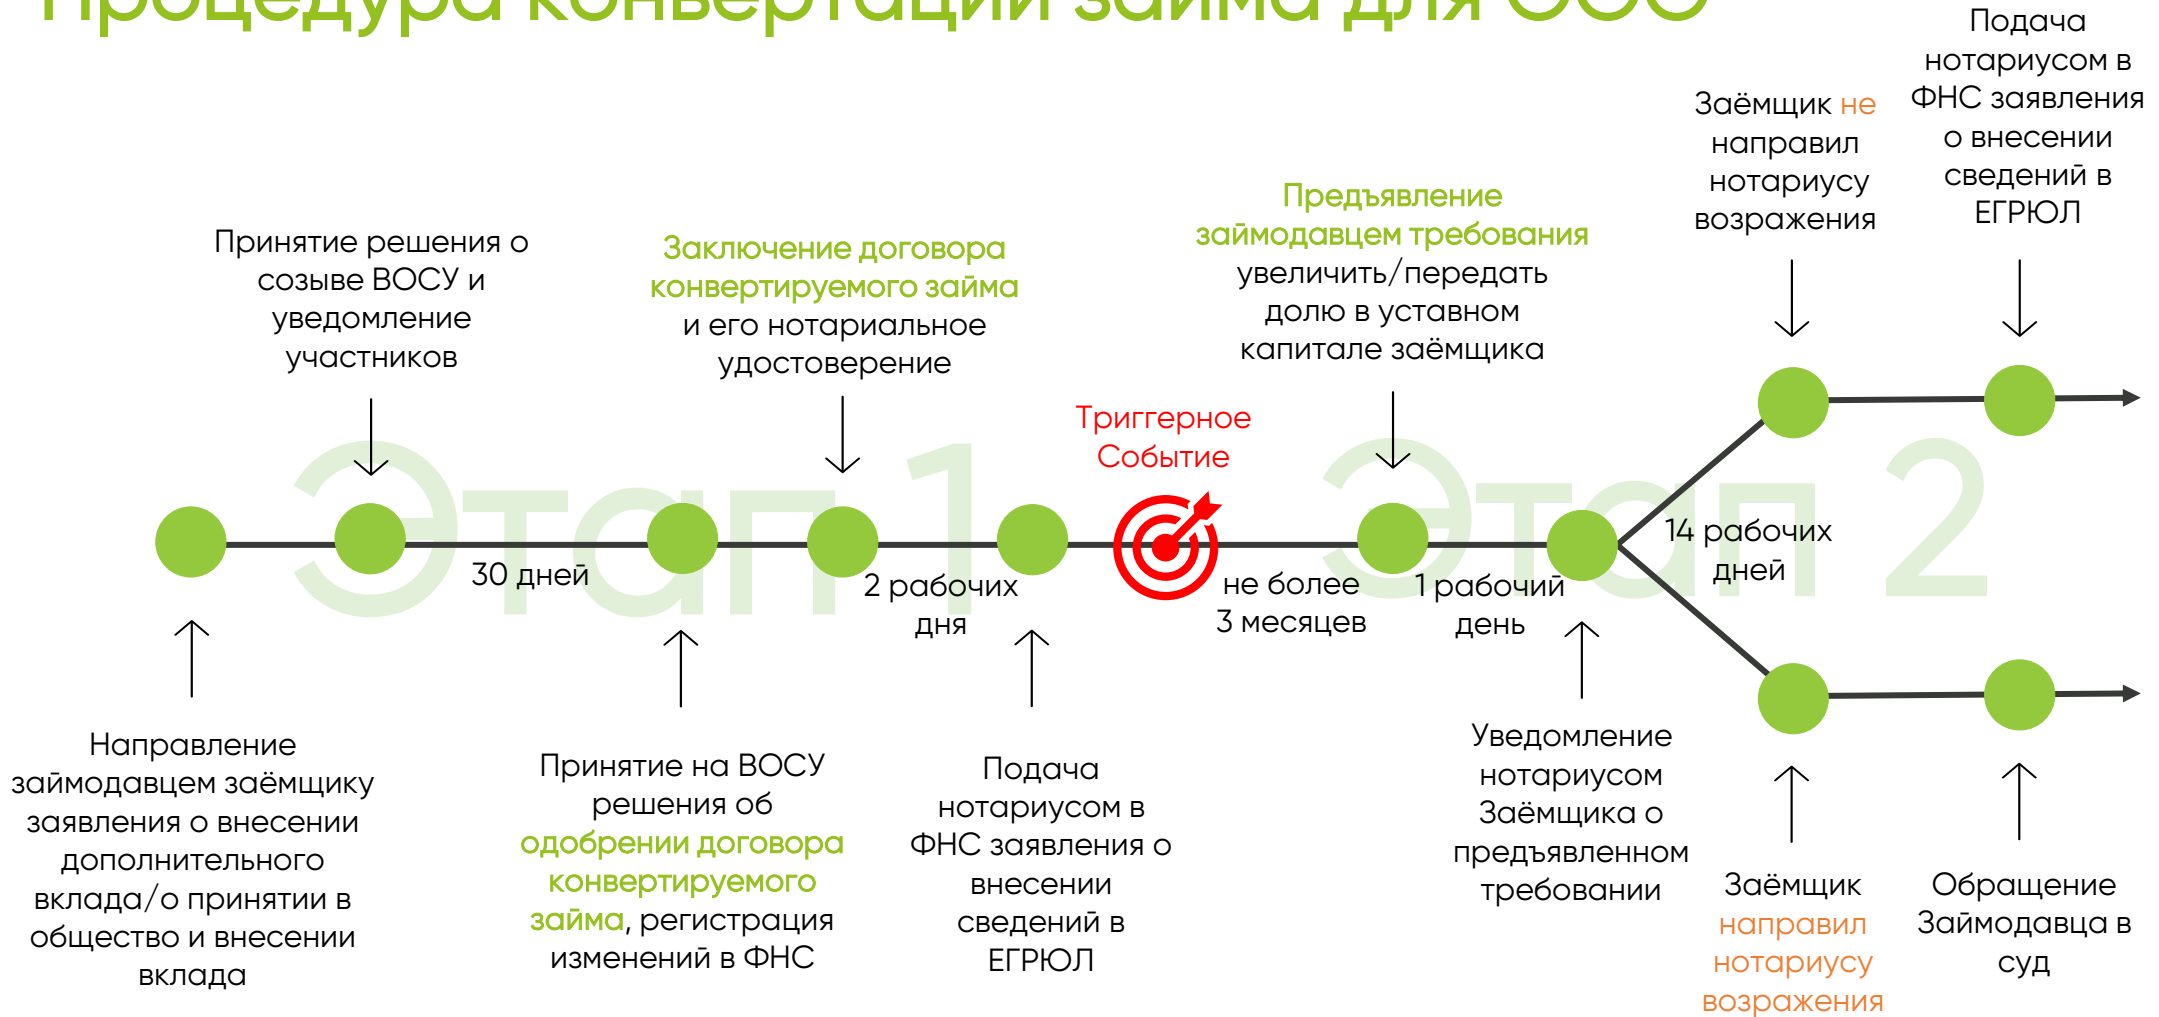 Процедура конвертации займа для ООО
Принятие решения о
созыве ВОСУ и
уведомление
участников
Заключение договора
конвертируемого займа
и его нотариальное
удостоверение
Триггерное
Событие
Предъявление
займодавцем требования
увеличить/передать
долю в уставном
капитале заёмщика
Заёмщик не
направил
нотариусу
возражения
Подача
нотариусом в
ФНС заявления
о внесении
сведений в
ЕГРЮЛ
Этап 1
Этап 2
30 дней
2 рабочих
дня
не более
3 месяцев
1 рабочий
день
14 рабочих
дней
Направление
займодавцем заёмщику
заявления о внесении
дополнительного
вклада/о принятии в
общество и внесении
вклада
Принятие на ВОСУ
решения об
одобрении договора
конвертируемого
займа, регистрация
изменений в ФНС
Подача
нотариусом в
ФНС заявления о
внесении
сведений в
ЕГРЮЛ
Уведомление
нотариусом
Заёмщика о
предъявленном
требовании
Заёмщик
направил
нотариусу
возражения
Обращение
Займодавца в
суд